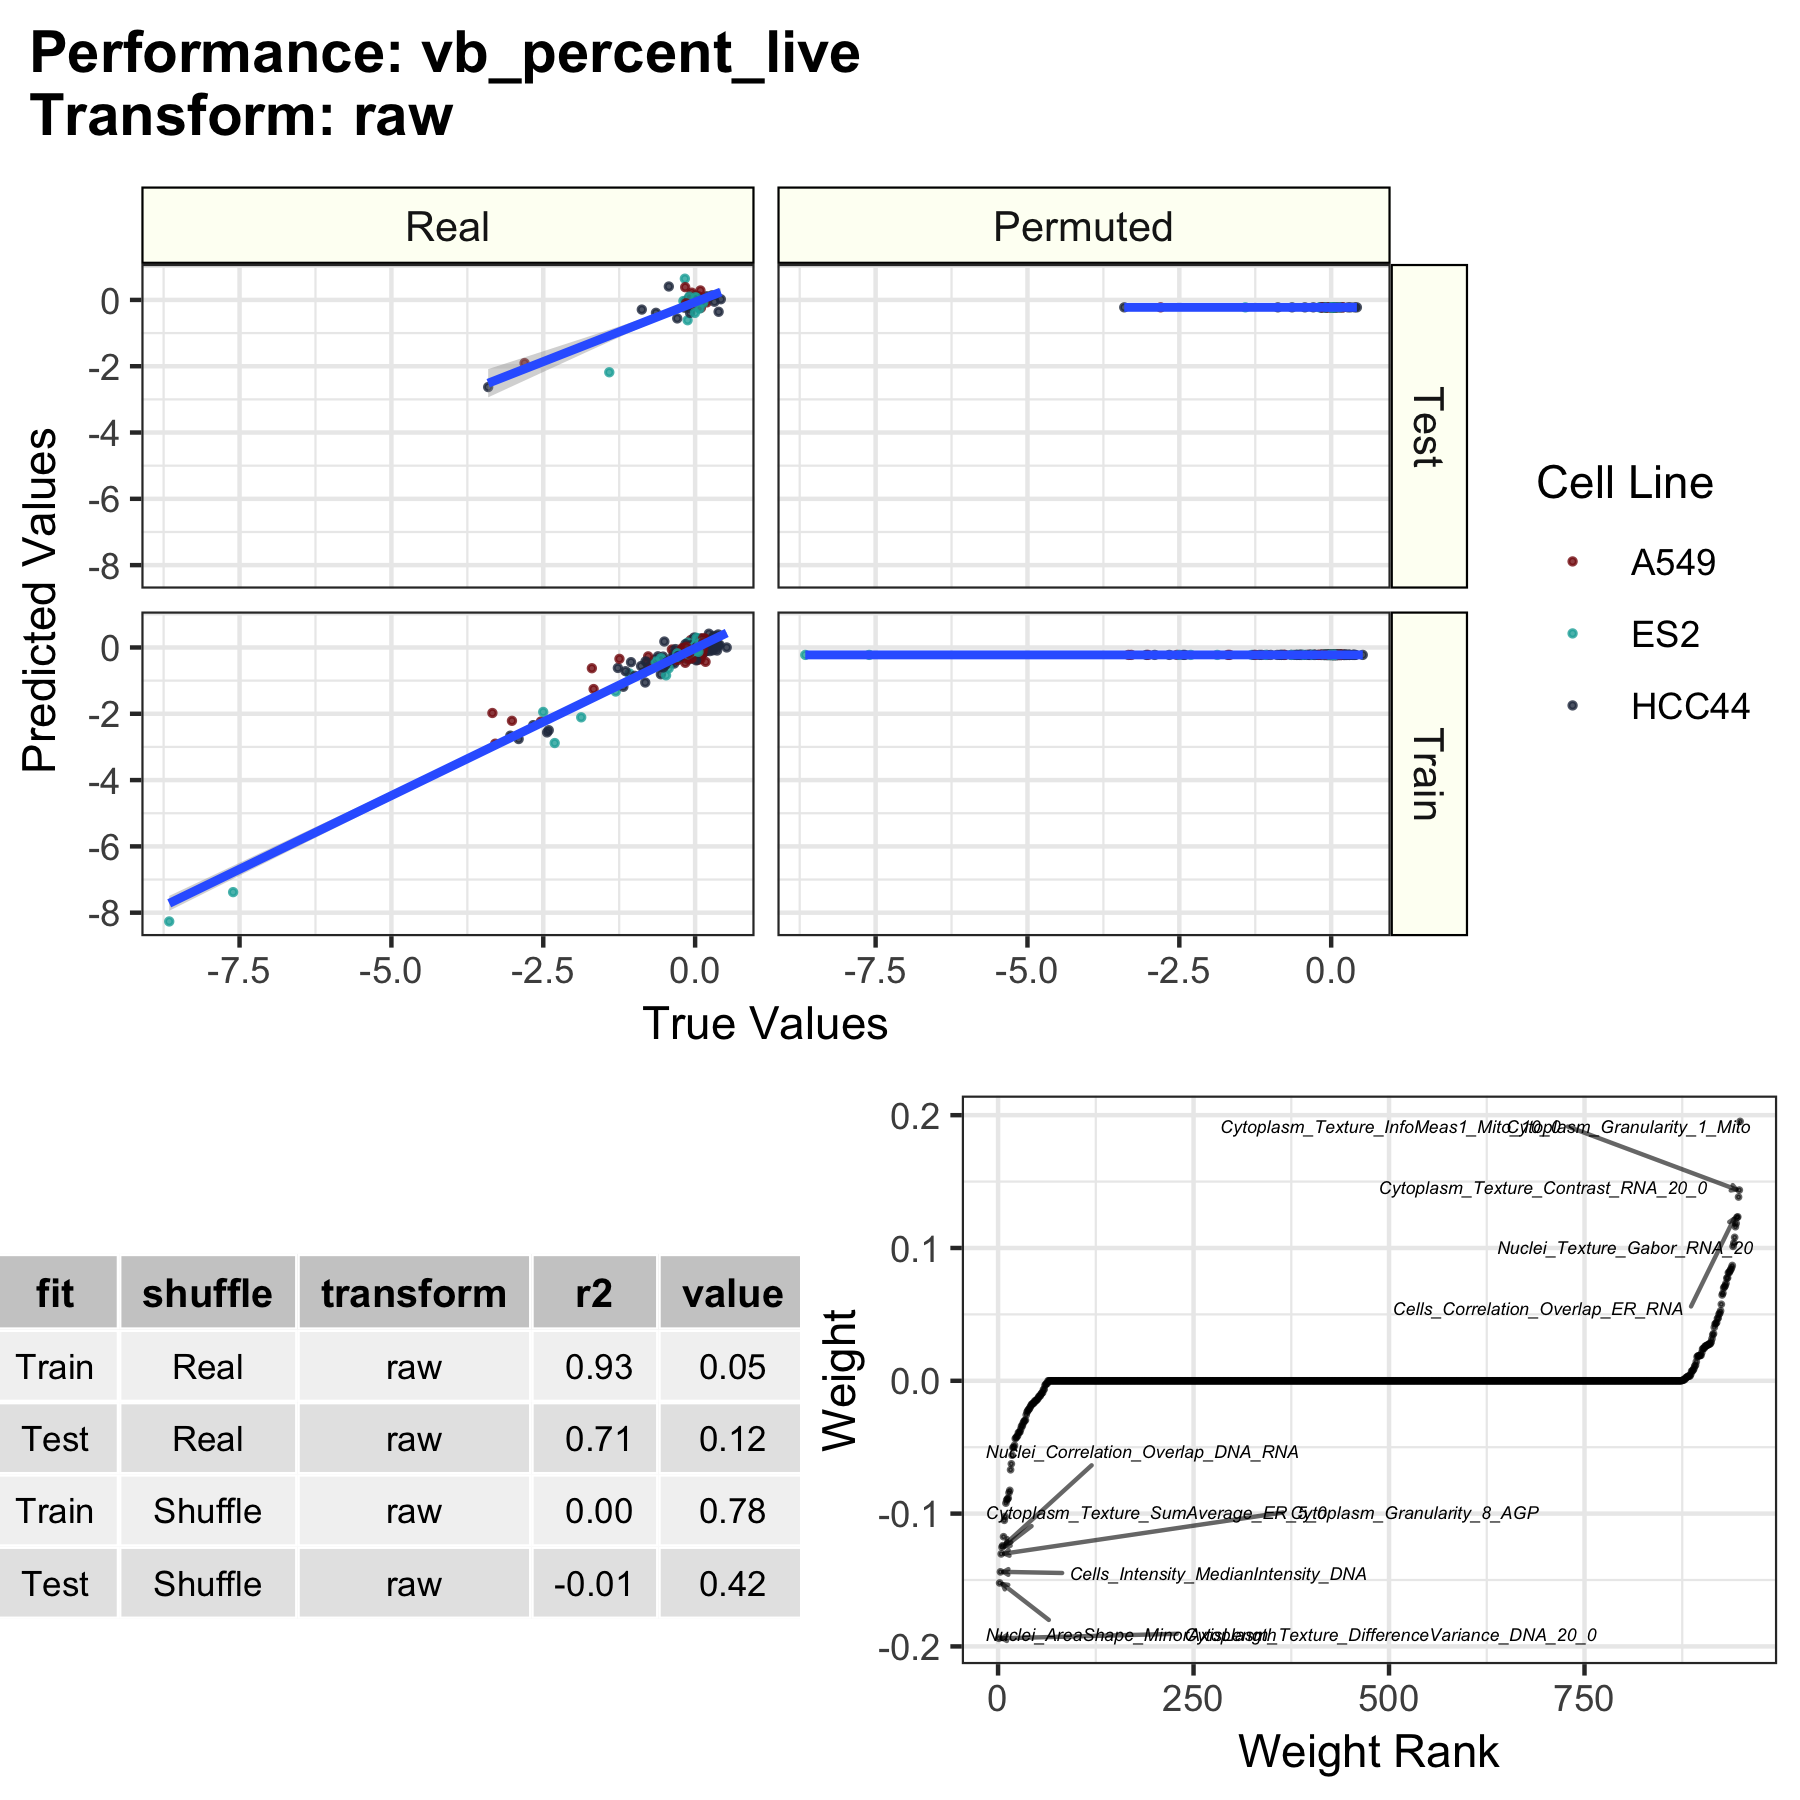 Performance: vb_percent_live
Transform: raw
Real
Permuted
0
-2
-4
-6
-8
Test
0
-2
-4
-6
-8
Train
Predicted Values
-7.5
-5.0
-2.5
0.0
-7.5
-5.0
-2.5
0.0
True Values
Cell Line
A549
ES2
HCC44
fit shuffle transform r2 value
Train Real raw 0.93 0.05
Test Real raw 0.71 0.12
Train Shuffle raw 0.00 0.78
Test Shuffle raw -0.01 0.42
Weight
0.2
0.1
0.0
-0.1
-0.2
Cytoplasm_Texture_InfoMeas1_Mito_10_0
Cytoplasm_Granularity_1_Mito
Cytoplasm_Texture_Contrast_RNA_20_0
Nuclei_Texture_Gabor_RNA_20
Cells_Correlation_Overlap_ER_RNA
Nuclei_Correlation_Overlap_DNA_RNA
Cytoplasm_Texture_SumAverage_ER_5_0
Cytoplasm_Granularity_8_AGP
Cells_Intensity_MedianIntensity_DNA
Nuclei_AreaShape_MinorAxisLength
Cytoplasm_Texture_DifferenceVariance_DNA_20_0
0
250
500
750
Weight Rank